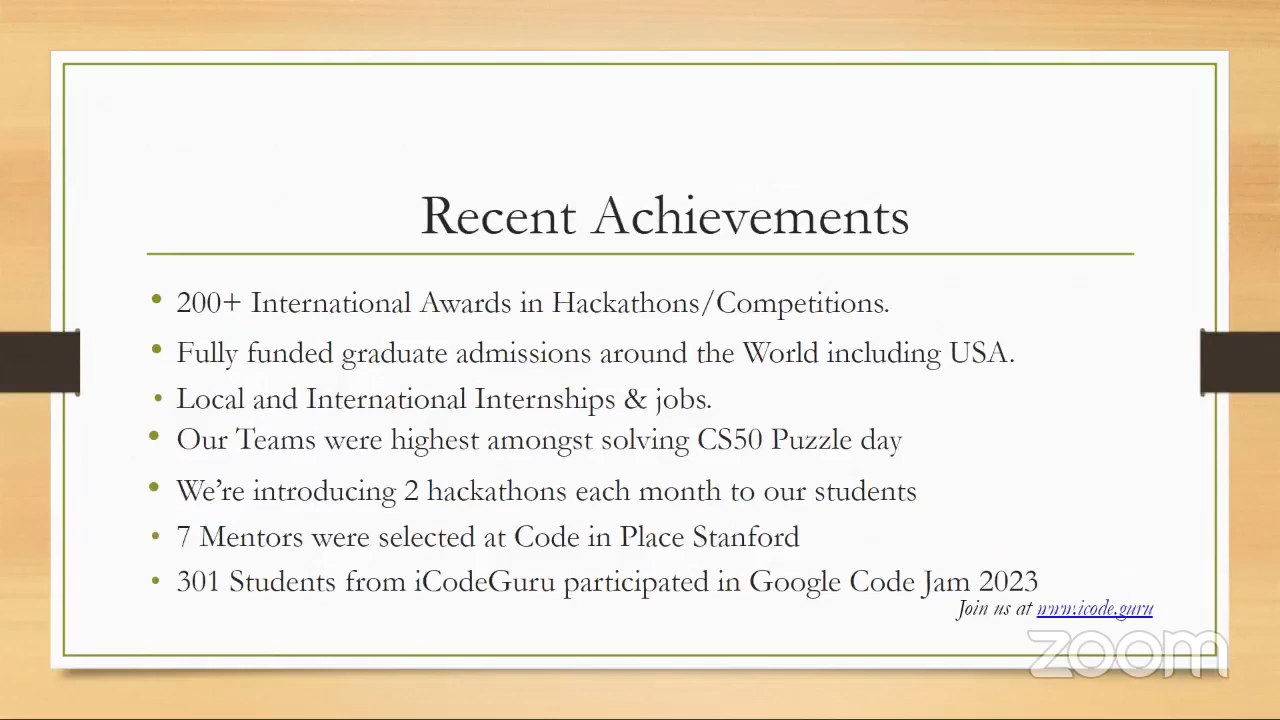 Recent Achievements
• 200+ International Awards in Hackathons/Competitions.
• Fully funded graduate admissions around the World including USA.
• Local and International Internships & jobs.
• Our Teams were highest amongst solving CS50 Puzzle day
• We’re introducing 2 hackathons each month to our students
• 7 Mentors were selected at Code in Place Stanford
• 301 Students from iCodeGuru participated in Google Code Jam 2023
Join us at www.icode.guru
zoom